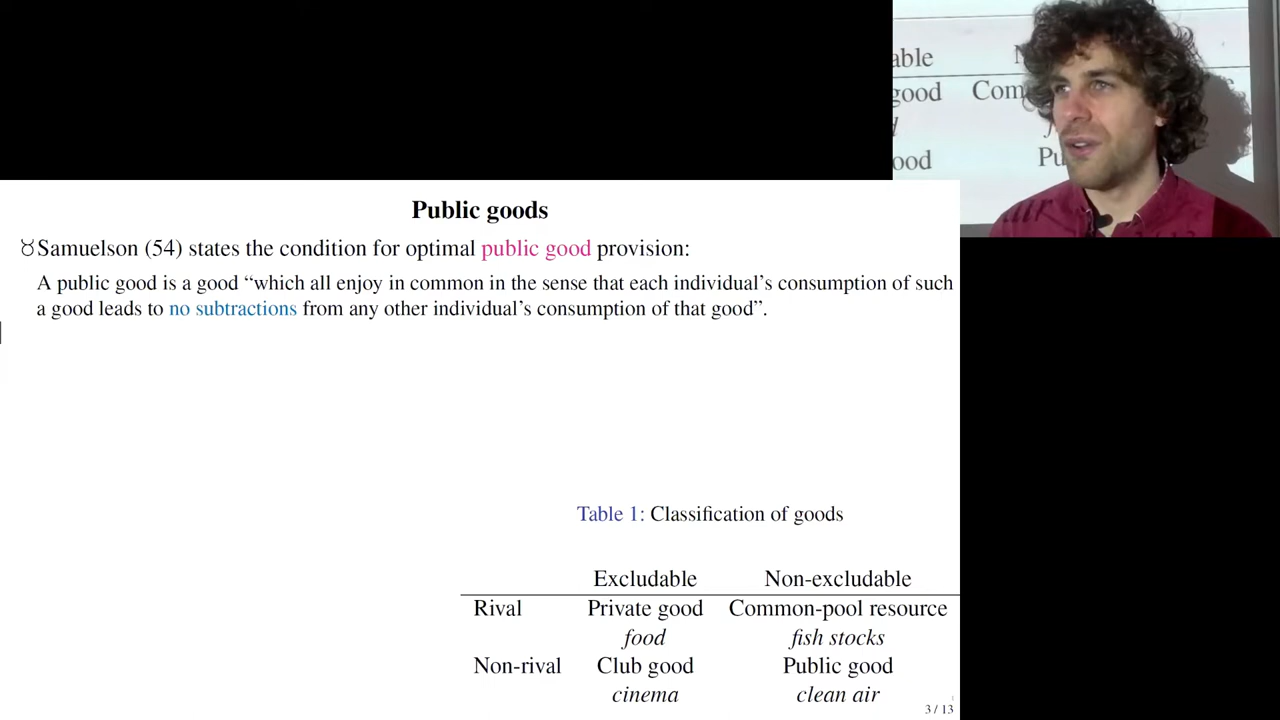 able N
good Com
d f
ood Pu
Public goods
♉Samuelson (54) states the condition for optimal public good provision:
A public good is a good “which all enjoy in common in the sense that each individual’s consumption of such
a good leads to no subtractions from any other individual’s consumption of that good”.
Table 1: Classification of goods
Excludable Non-excludable
Rival Private good Common-pool resource
food fish stocks
Non-rival Club good Public good
cinema clean air
3 / 13